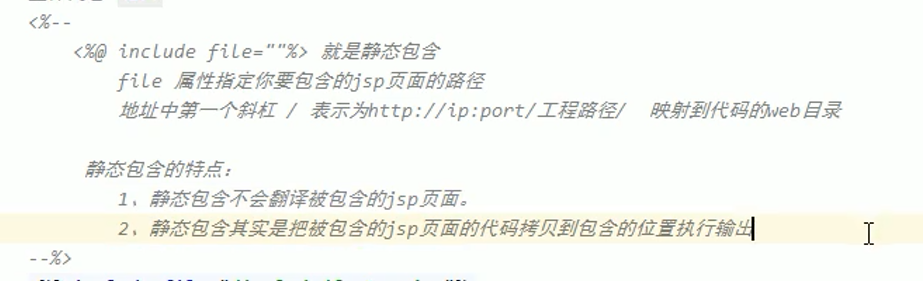 <%--
<%@ include file=""%> 就是静态包含
file 属性指定你要包含的jsp页面的路径
地址中第一个斜杠 / 表示为http://ip:port/工程路径/ 映射到代码的web目录
静态包含的特点：
1、静态包含不会翻译被包含的jsp页面。
2、静态包含其实是把被包含的jsp页面的代码拷贝到包含的位置执行输出
--%>